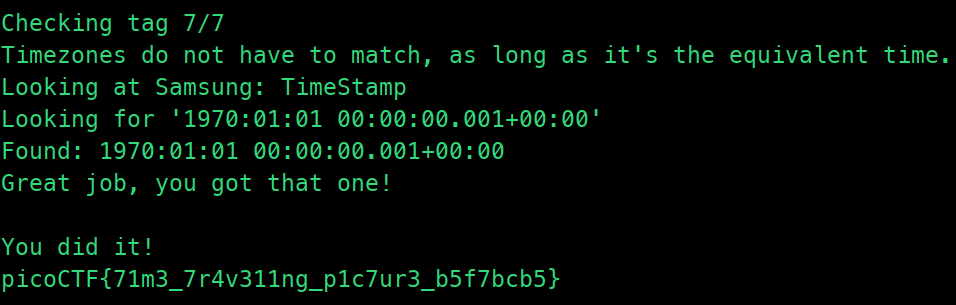 Checking tag 7/7
Timezones do not have to match, as long as it's the equivalent time.
Looking at Samsung: TimeStamp
Looking for '1970:01:01 00:00:00.001+00:00'
Found: 1970:01:01 00:00:00.001+00:00
Great job, you got that one!
You did it!
picoCTF{71m3_7r4v311ng_p1c7ur3_b5f7bcb5}